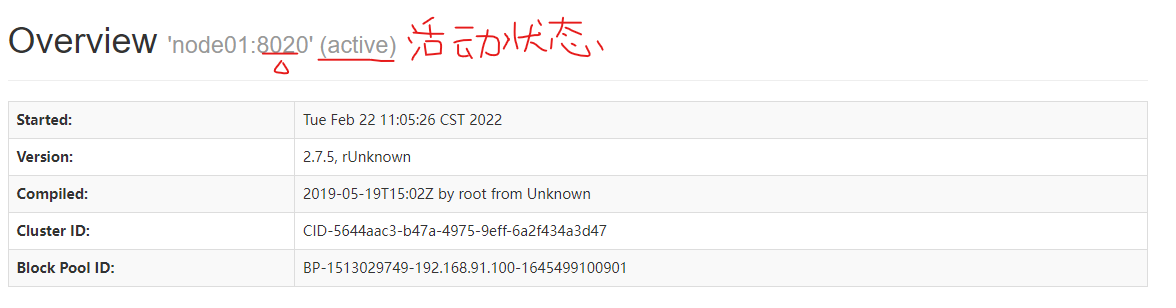 Overview 'node01:8020' (active) 活动状态、
Started: Tue Feb 22 11:05:26 CST 2022
Version: 2.7.5, rUnknown
Compiled: 2019-05-19T15:02Z by root from Unknown
Cluster ID: CID-5644aac3-b47a-4975-9eff-6a2f434a3d47
Block Pool ID: BP-1513029749-192.168.91.100-1645499100901